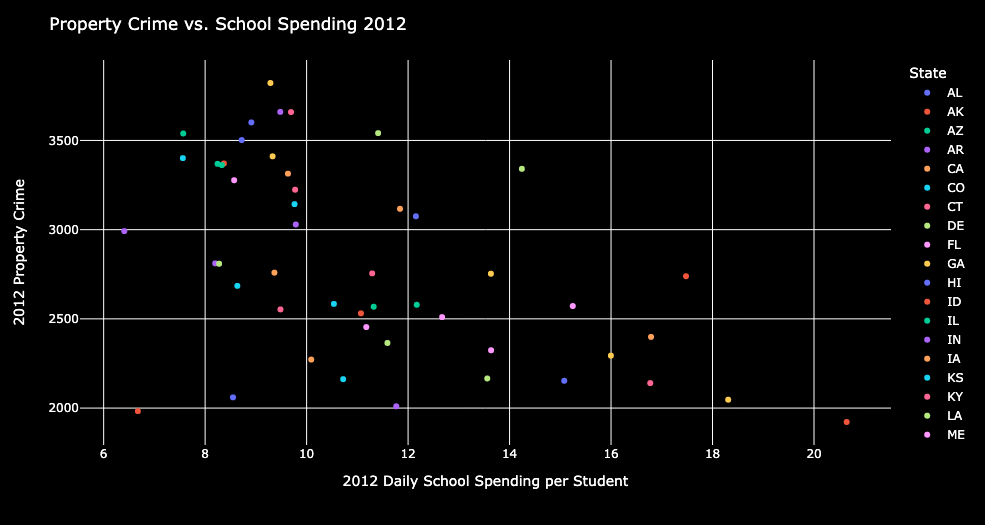 Property Crime vs. School Spending 2012
State
AL
AK
AZ
AR
CA
CO
CT
DE
FL
GA
HI
ID
IL
IN
IA
KS
KY
LA
ME
3500
3000
2500
2000
2012 Property Crime
6 8 10 12 14 16 18 20
2012 Daily School Spending per Student